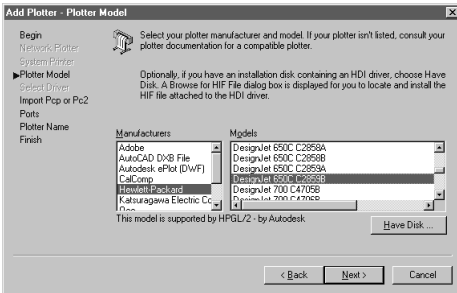 Add Plotter - Plotter Model
Begin
Network Plotter
System Printer
Plotter Model
Select Driver
Import Pcp or Pc2
Ports
Plotter Name
Finish
Select your plotter manufacturer and model. If your plotter isn't listed, consult your
plotter documentation for a compatible plotter.
Optionally, if you have an installation disk containing an HDI driver, choose Have
Disk. A Browse for HIF File dialog box is displayed for you to locate and install the
HIF file attached to the HDI driver.
Manufacturers
Adobe
AutoCAD DXB File
Autodesk ePlot (DWF)
CalComp
Hewlett-Packard
Katsuragawa Electric Co
Models
DesignJet 650C C2858A
DesignJet 650C C2858B
DesignJet 650C C2859A
DesignJet 650C C2859B
DesignJet 700 C4705B
DesignJet 700 C4706B
This model is supported by HPGL/2 - by Autodesk
Have Disk ...
< Back
Next >
Cancel